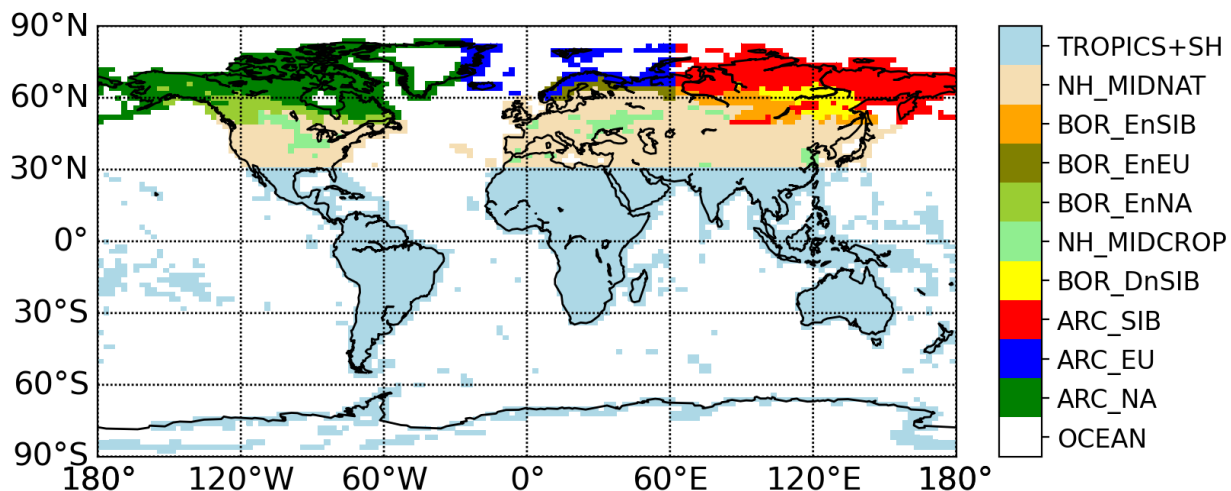 90°N
60°N
30°N
0°
30°S
60°S
90°S
180°
120°W
60°W
0°
60°E
120°E
180°
TROPICS+SH
NH_MIDNAT
BOR_EnSIB
BOR_EnEU
BOR_EnNA
NH_MIDCROP
BOR_DnSIB
ARC_SIB
ARC_EU
ARC_NA
OCEAN